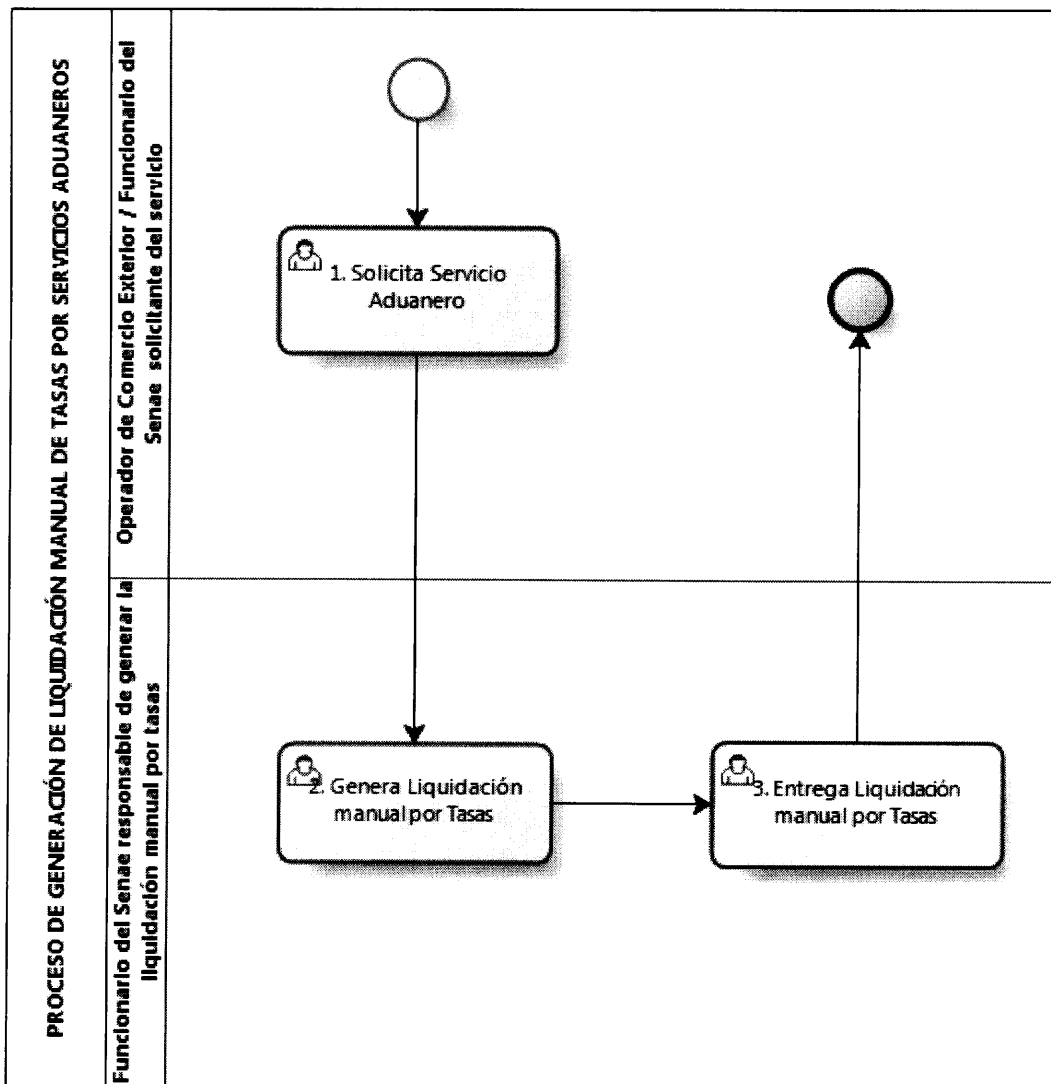 PROCESO DE GENERACIÓN DE LIQUIDACIÓN MANUAL DE TASAS POR SERVICIOS ADUANEROS
Operador de Comercio Exterior / Funcionario del
Senae solicitante del servicio
1. Solicita Servicio
Aduanero
Funcionario del Senae responsable de generar la
liquidación manual por tasas
2. Genera Liquidación
manual por Tasas
3. Entrega Liquidación
manual por Tasas